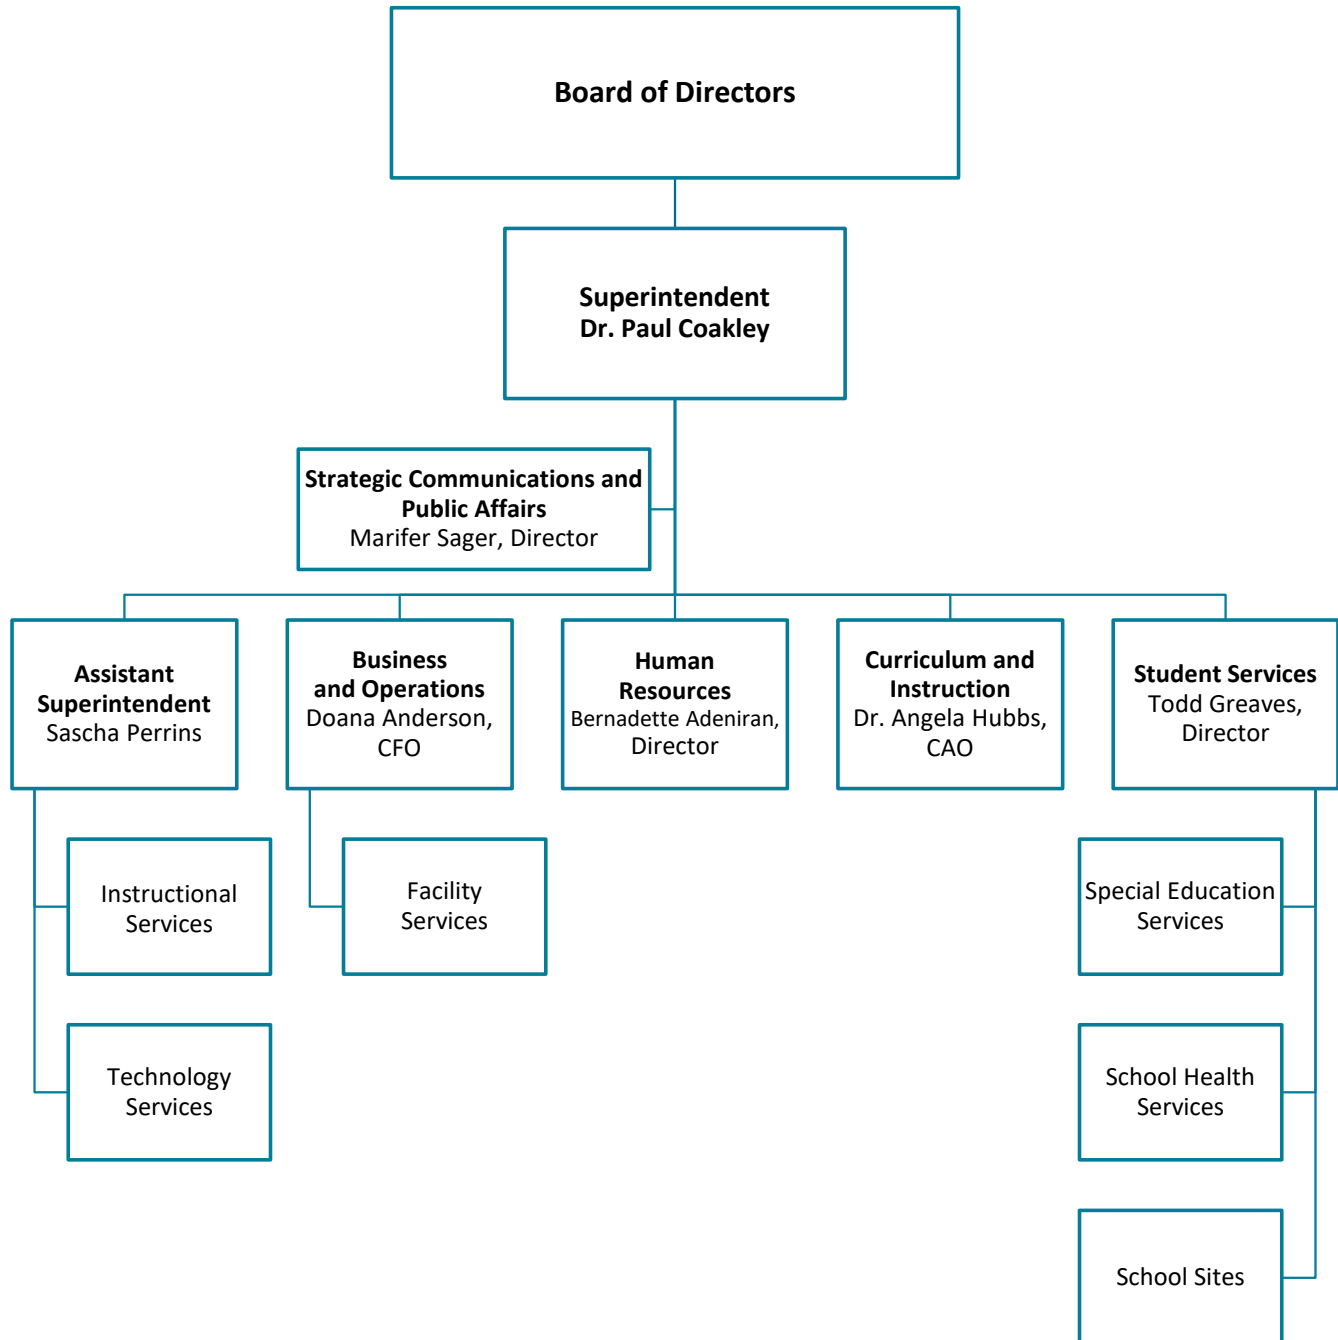 Board of Directors
Superintendent
Dr. Paul Coakley
Strategic Communications and
Public Affairs
Marifer Sager, Director
Assistant
Superintendent
Sascha Perrins
Business
and Operations
Doana Anderson,
CFO
Human
Resources
Bernadette Adeniran,
Director
Curriculum and
Instruction
Dr. Angela Hubbs,
CAO
Student Services
Todd Greaves,
Director
Instructional
Services
Facility
Services
Special Education
Services
Technology
Services
School Health
Services
School Sites